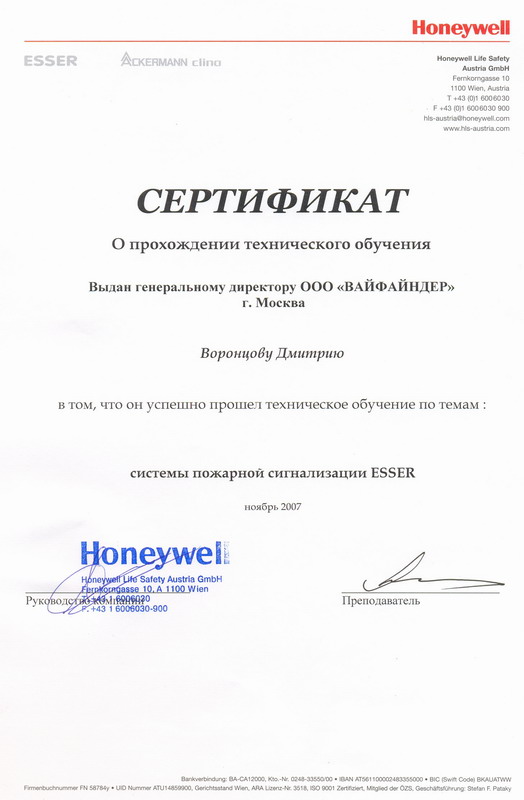 Honeywell
ESSER ACKERMANN clino
Honeywell Life Safety
Austria GmbH
Fernkorngasse 10
1100 Wien, Austria
T +43 (0)1 6006030
F +43 (0)1 6006030 900
hls-austria@honeywell.com
www.hls-austria.com
СЕРТИФИКАТ
О прохождении технического обучения
Выдан генеральному директору ООО «ВАЙФАЙНДЕР»
г. Москва
Воронцову Дмитрию
в том, что он успешно прошел техническое обучение по темам :
системы пожарной сигнализации ESSER
ноябрь 2007
Honeywell
Honeywell Life Safety Austria GmbH
Fernkorngasse 10, A 1100 Wien
T. +43 1 6006030
F. +43 1 6006030-900
Руководство компании
Преподаватель
Bankverbindung: BA-CA12000, Kto.-Nr. 0248-33550/00 • IBAN AT561100002483355000 • BIC (Swift Code) BKAUATWW
Firmenbuchnummer FN 58784y • UID Nummer ATU14859900, Gerichtsstand Wien, ARA Lizenz-Nr. 3518, ISO 9001 Zertifiziert, Mitglied der ÖZS, Geschäftsführung: Stefan F. Pataky